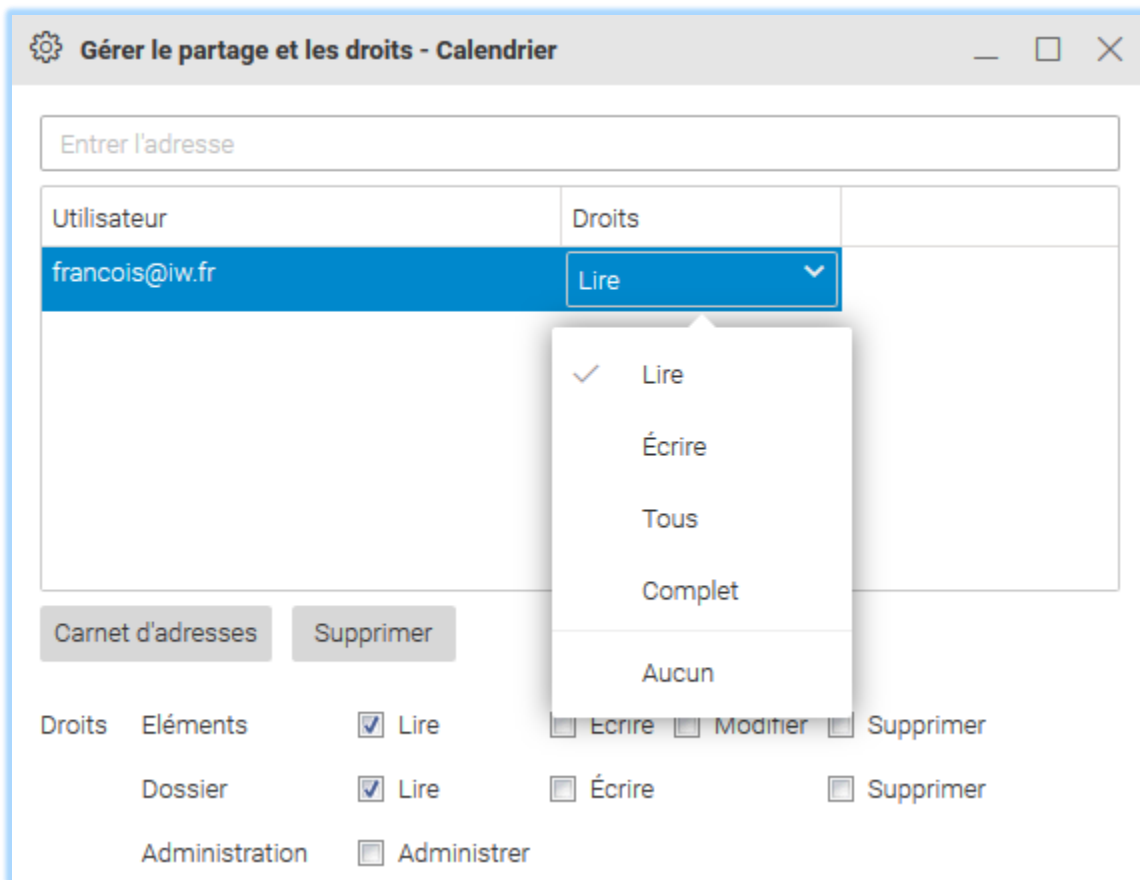 Gérer le partage et les droits - Calendrier
Entrer l'adresse
Utilisateur Droits
francois@iw.fr Lire
Lire
Écrire
Tous
Complet
Aucun
Carnet d'adresses Supprimer
Droits Eléments Lire Écrire Modifier Supprimer
Dossier Lire Écrire Supprimer
Administration Administrer